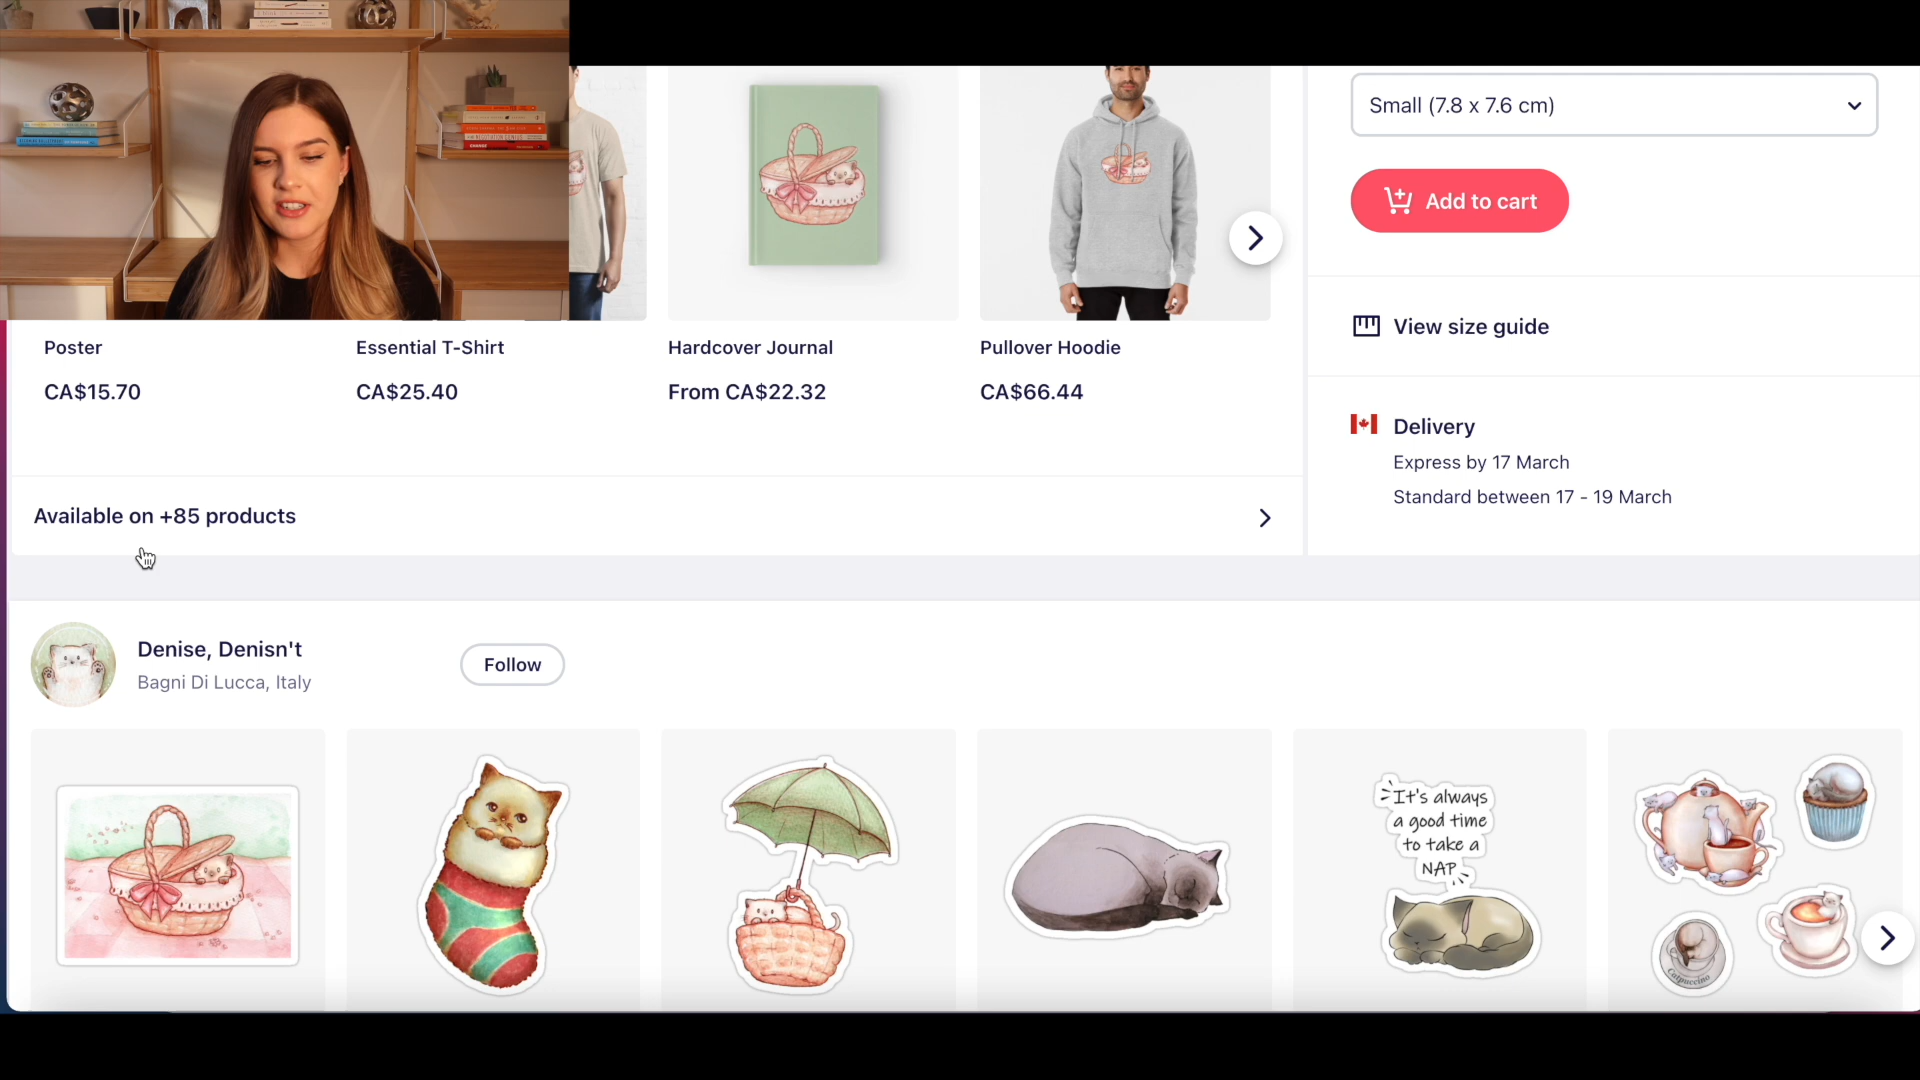 Small (7.8 x 7.6 cm)
Add to cart
View size guide
Poster
Essential T-Shirt
Hardcover Journal
Pullover Hoodie
CA$15.70
CA$25.40
From CA$22.32
CA$66.44
Delivery
Express by 17 March
Standard between 17 - 19 March
Available on +85 products
Denise, Denisn't
Bagni Di Lucca, Italy
Follow
It's always
a good time
to take a
NAP
Catpuccino